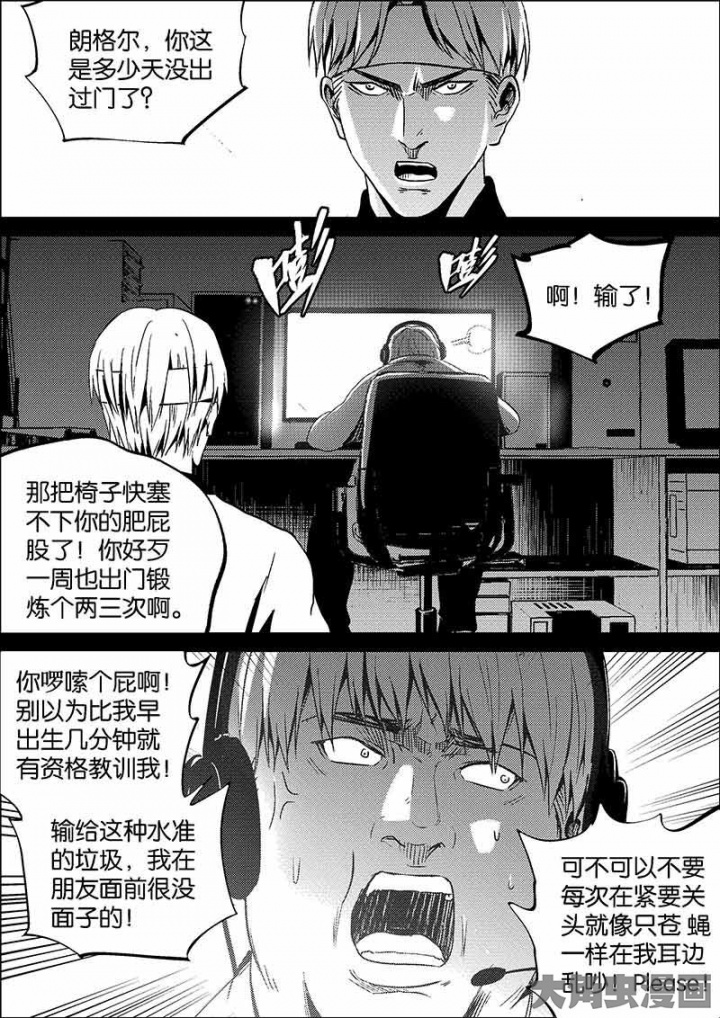 朗格尔，你这
是多少天没出
过门了？
嘭
嘭
啊！输了！
那把椅子快塞
不下你的肥屁
股了！你好歹
一周也出门锻
炼个两三次啊。
你啰嗦个屁啊！
别以为比我早
出生几分钟就
有资格教训我！
输给这种水准
的垃圾，我在
朋友面前很没
面子的！
可不可以不要
每次在紧要关
头就像只苍 蝇
一样在我耳边
乱吵！Please！
大角虫漫画